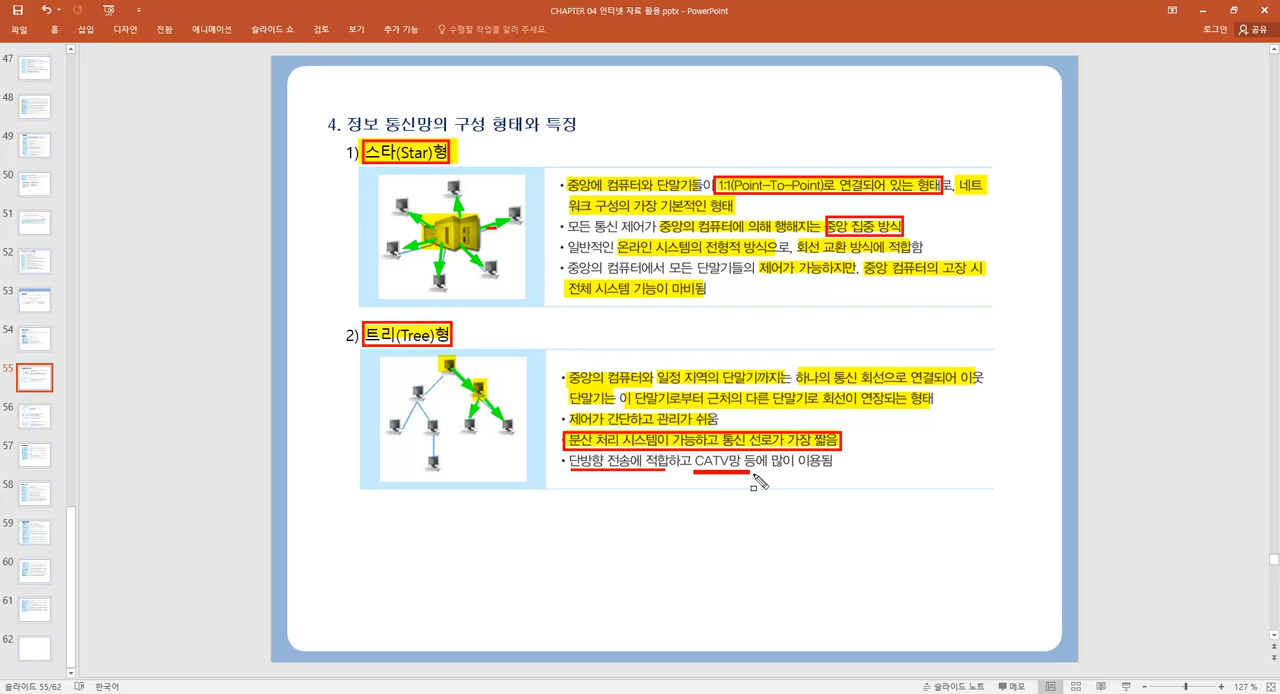 CHAPTER 04 인터넷 자료 활용.pptx - PowerPoint
파일 홈 삽입 디자인 전환 애니메이션 슬라이드 쇼 검토 보기 추가 기능 수행할 작업을 알려 주세요. 로그인 공유
47
48
49
50
51
52
53
54
55
56
57
58
59
60
61
62
4. 정보 통신망의 구성 형태와 특징
1) 스타(Star)형
• 중앙에 컴퓨터와 단말기들이 1:1(Point-To-Point)로 연결되어 있는 형태로, 네트
워크 구성의 가장 기본적인 형태
• 모든 통신 제어가 중앙의 컴퓨터에 의해 행해지는 중앙 집중 방식
• 일반적인 온라인 시스템의 전형적 방식으로, 회선 교환 방식에 적합함
• 중앙의 컴퓨터에서 모든 단말기들의 제어가 가능하지만, 중앙 컴퓨터의 고장 시
전체 시스템 기능이 마비됨
2) 트리(Tree)형
• 중앙의 컴퓨터와 일정 지역의 단말기까지는 하나의 통신 회선으로 연결되어 이웃
단말기는 이 단말기로부터 근처의 다른 단말기로 회선이 연장되는 형태
• 제어가 간단하고 관리가 쉬움
• 분산 처리 시스템이 가능하고 통신 선로가 가장 짧음
• 단방향 전송에 적합하고 CATV망 등에 많이 이용됨
슬라이드 55/62 한국어 슬라이드 노트 메모 127 %